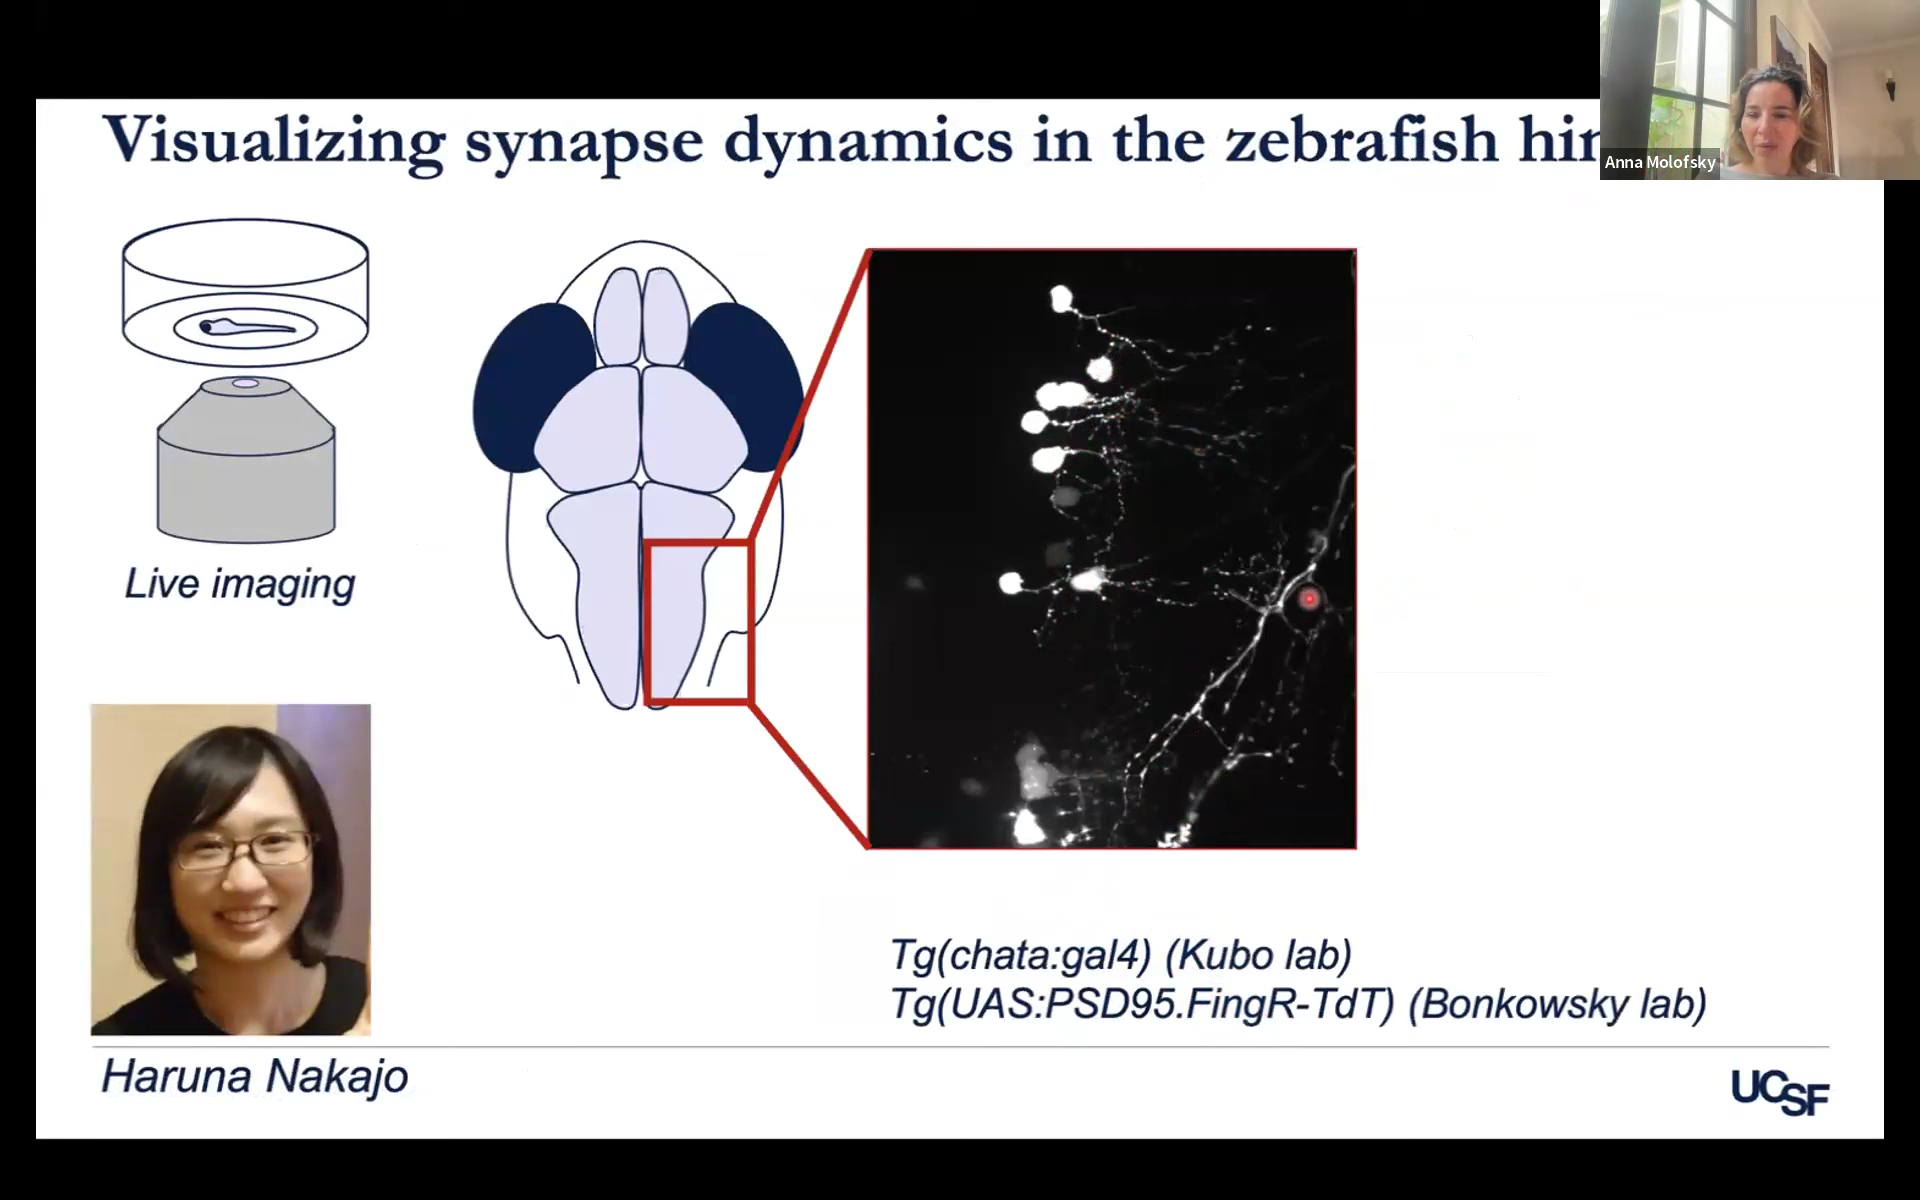 Visualizing synapse dynamics in the zebrafish
Anna Molofsky
Live imaging
Tg(chata:gal4) (Kubo lab)
Tg(UAS:PSD95.FingR-TdT) (Bonkowsky lab)
Haruna Nakajo
UCSF